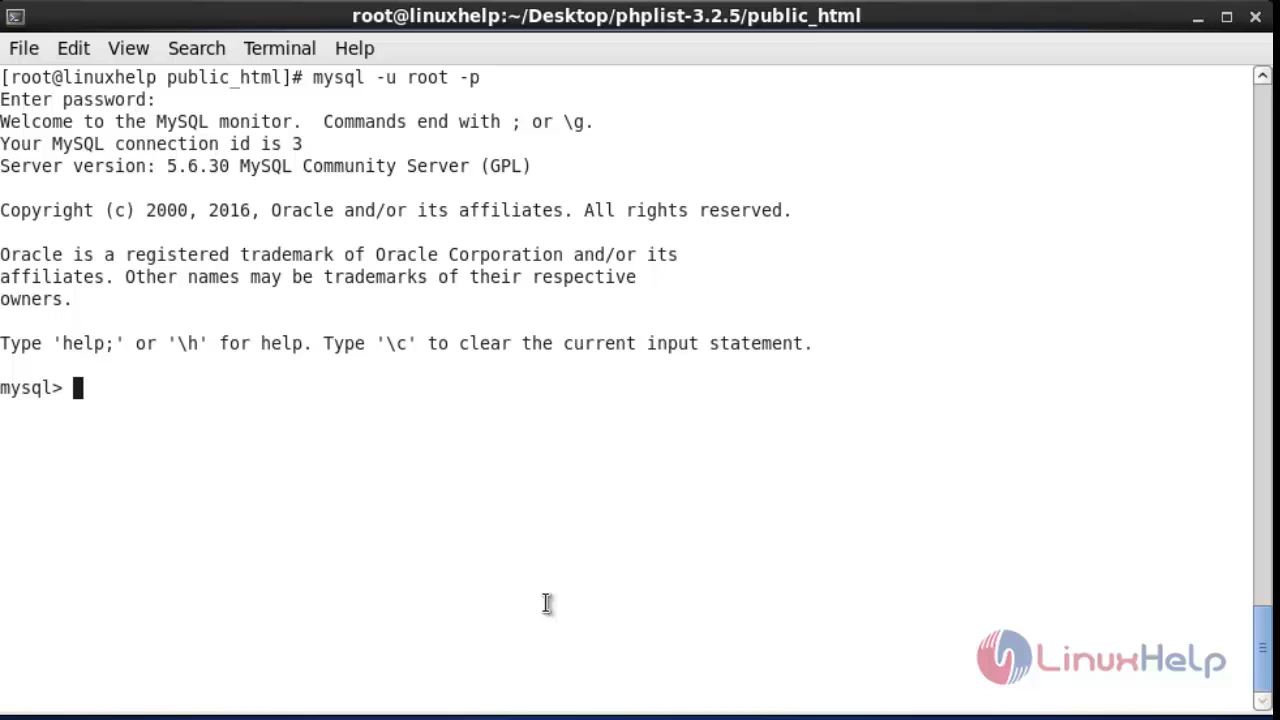 root@linuxhelp:~/Desktop/phplist-3.2.5/public_html
File Edit View Search Terminal Help
[root@linuxhelp public_html]# mysql -u root -p
Enter password:
Welcome to the MySQL monitor.  Commands end with ; or \g.
Your MySQL connection id is 3
Server version: 5.6.30 MySQL Community Server (GPL)
Copyright (c) 2000, 2016, Oracle and/or its affiliates. All rights reserved.
Oracle is a registered trademark of Oracle Corporation and/or its
affiliates. Other names may be trademarks of their respective
owners.
Type 'help;' or '\h' for help. Type '\c' to clear the current input statement.
mysql>
LinuxHelp